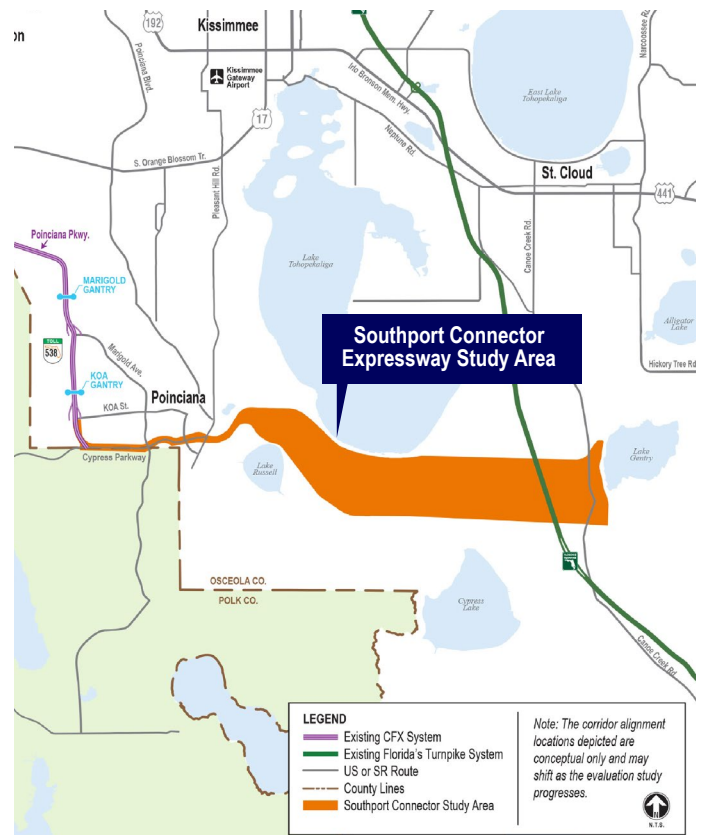 on
192
Kissimmee
Poinciana Blvd.
Kissimmee
Gateway
Airport
17
Irlo Bronson Mem. Hwy.
Neptune Rd.
East Lake
Tohopekaliga
Narcoossee Rd.
S. Orange Blossom Tr.
Pleasant Hill Rd.
St. Cloud
441
Canoe Creek Rd.
Poinciana Pkwy.
MARIGOLD
GANTRY
Lake
Tohopekaliga
TOLL
538
Marigold Ave.
KOA
GANTRY
KOA St.
Poinciana
Southport Connector
Expressway Study Area
Alligator
Lake
Hickory Tree Rd
Cypress Parkway
Lake
Russell
Lake
Gentry
OSCEOLA CO.
POLK CO.
Cypress
Lake
Canoe Creek Rd.
LEGEND
Existing CFX System
Existing Florida's Turnpike System
US or SR Route
County Lines
Southport Connector Study Area
Note: The corridor alignment
locations depicted are
conceptual only and may
shift as the evaluation study
progresses.
N
N.T.S.